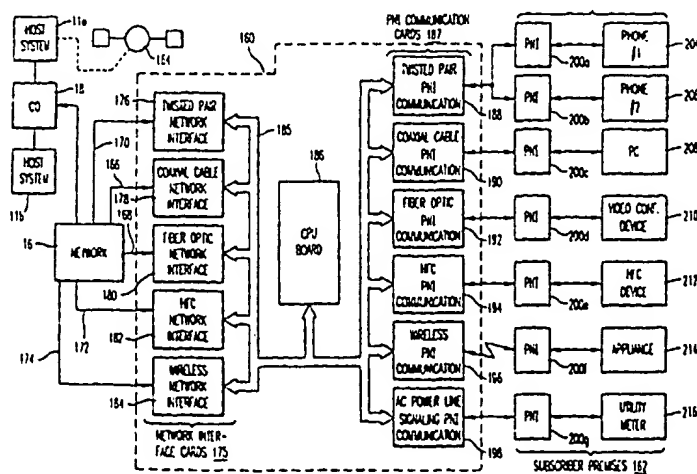 HOST SYSTEM
11a
164
18
CO
HOST SYSTEM
115
16
NETWORK
170
166
168
172
174
160
176
TWISTED PAIR NETWORK INTERFACE
185
COAXIAL CABLE NETWORK INTERFACE
178
FIBER OPTIC NETWORK INTERFACE
180
HFC NETWORK INTERFACE
182
WIRELESS NETWORK INTERFACE
184
NETWORK INTERFACE CARDS 175
186
CPU BOARD
PNI COMMUNICATION CARDS 187
TWISTED PAIR PNI COMMUNICATION
188
COAXIAL CABLE PNI COMMUNICATION
190
FIBER OPTIC PNI COMMUNICATION
192
HFC PNI COMMUNICATION
194
WIRELESS PNI COMMUNICATION
196
AC POWER LINE SIGNALING PNI COMMUNICATION
198
PNI
200a
PHONE
204
PNI
200b
PHONE
206
PNI
200c
PC
208
PNI
200d
VIDEO CONF. DEVICE
210
PNI
200e
HFC DEVICE
212
PNI
200f
APPLIANCE
214
PNI
200g
UTILITY METER
216
SUBSCRIBER PREMISES 162